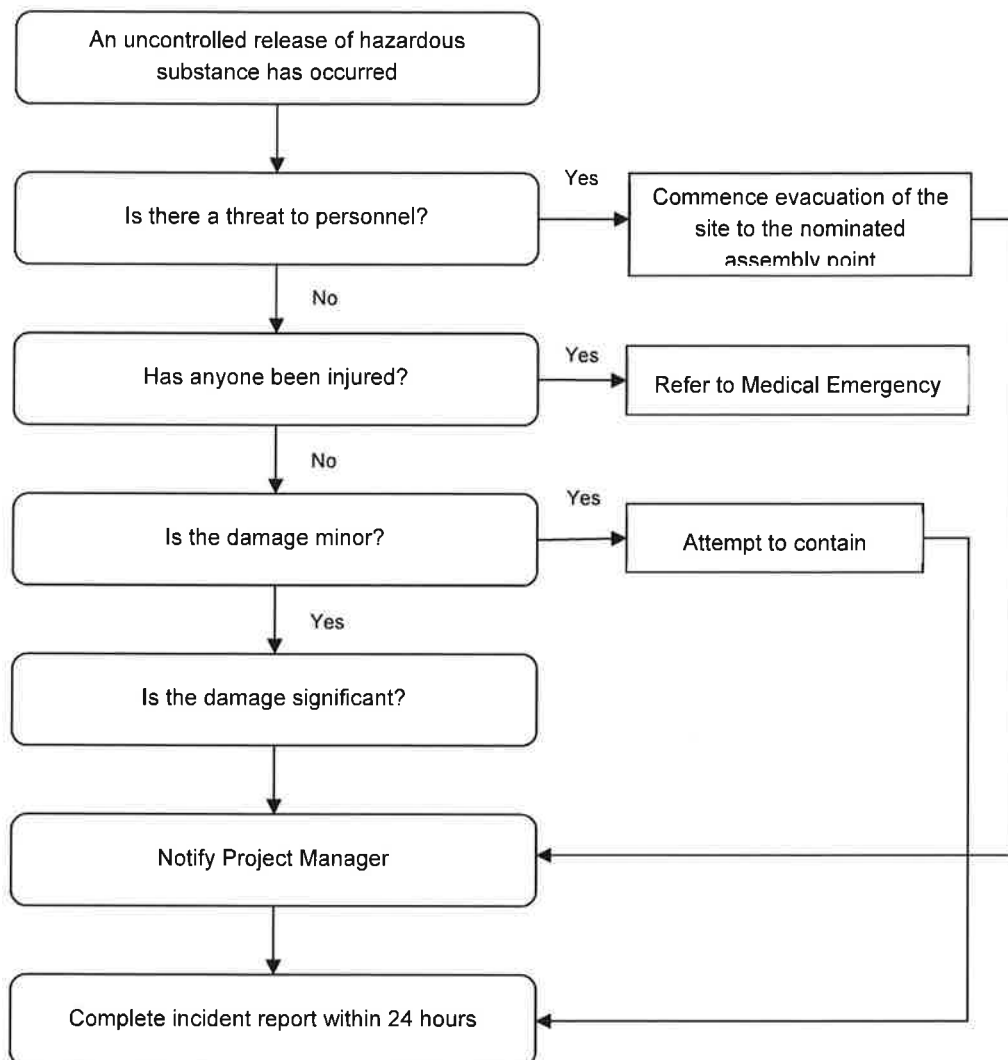 An uncontrolled release of hazardous
substance has occurred
Is there a threat to personnel?
Yes
Commence evacuation of the
site to the nominated
assembly point
No
Has anyone been injured?
Yes
Refer to Medical Emergency
No
Is the damage minor?
Yes
Attempt to contain
Yes
Is the damage significant?
Notify Project Manager
Complete incident report within 24 hours